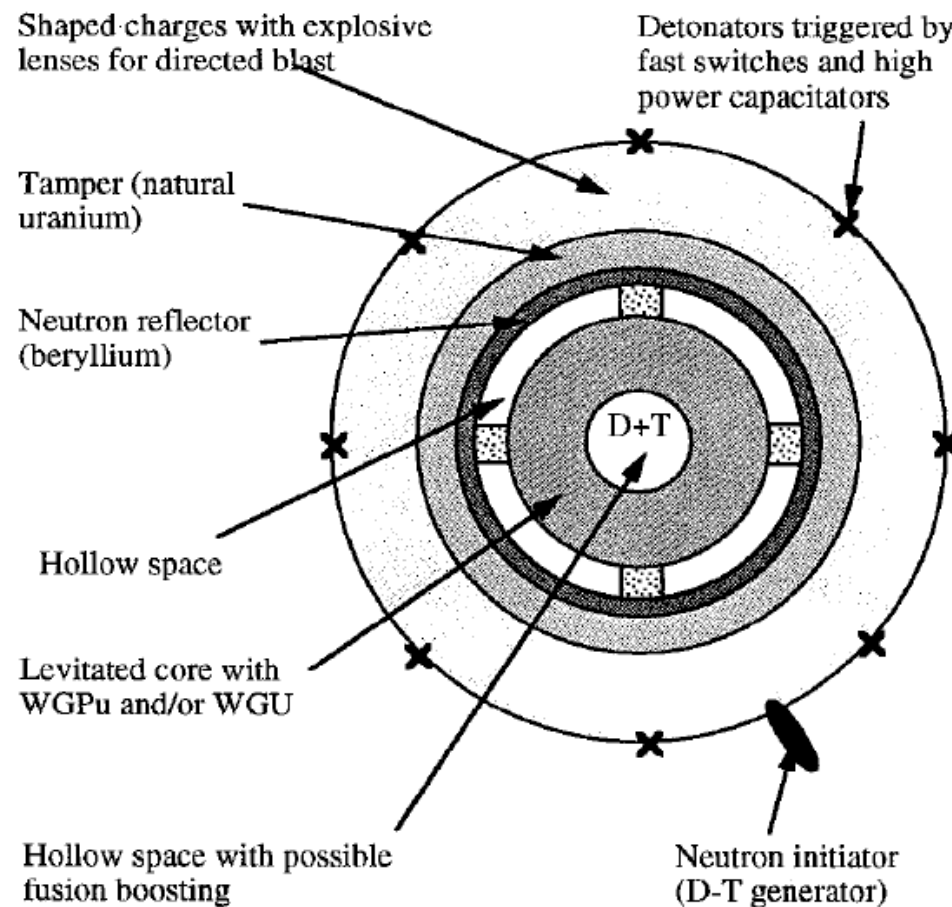 Shaped charges with explosive
lenses for directed blast
Detonators triggered by
fast switches and high
power capacitators
Tamper (natural
uranium)
Neutron reflector
(beryllium)
D+T
Hollow space
Levitated core with
WGPu and/or WGU
Hollow space with possible
fusion boosting
Neutron initiator
(D-T generator)